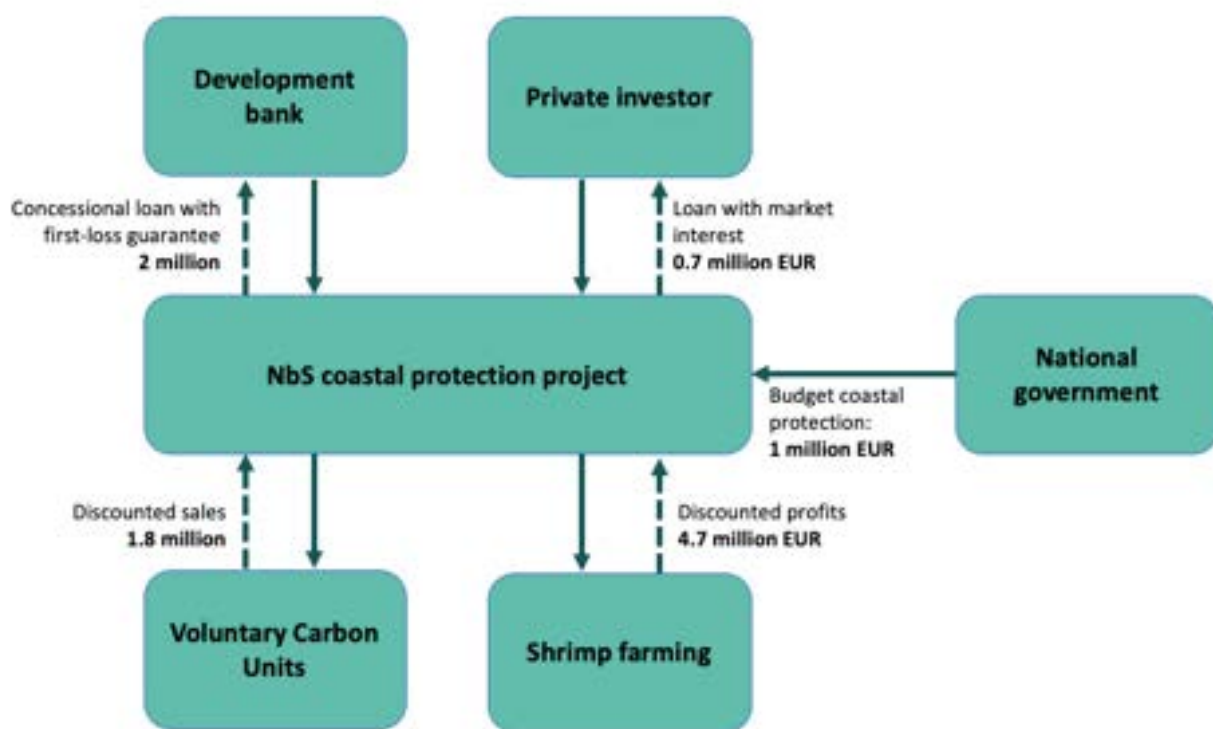 Development
bank
Private investor
Concessional loan with
first-loss guarantee
2 million
Loan with market
interest
0.7 million EUR
NbS coastal protection project
National
government
Budget coastal
protection:
1 million EUR
Discounted sales
1.8 million
Discounted profits
4.7 million EUR
Voluntary Carbon
Units
Shrimp farming